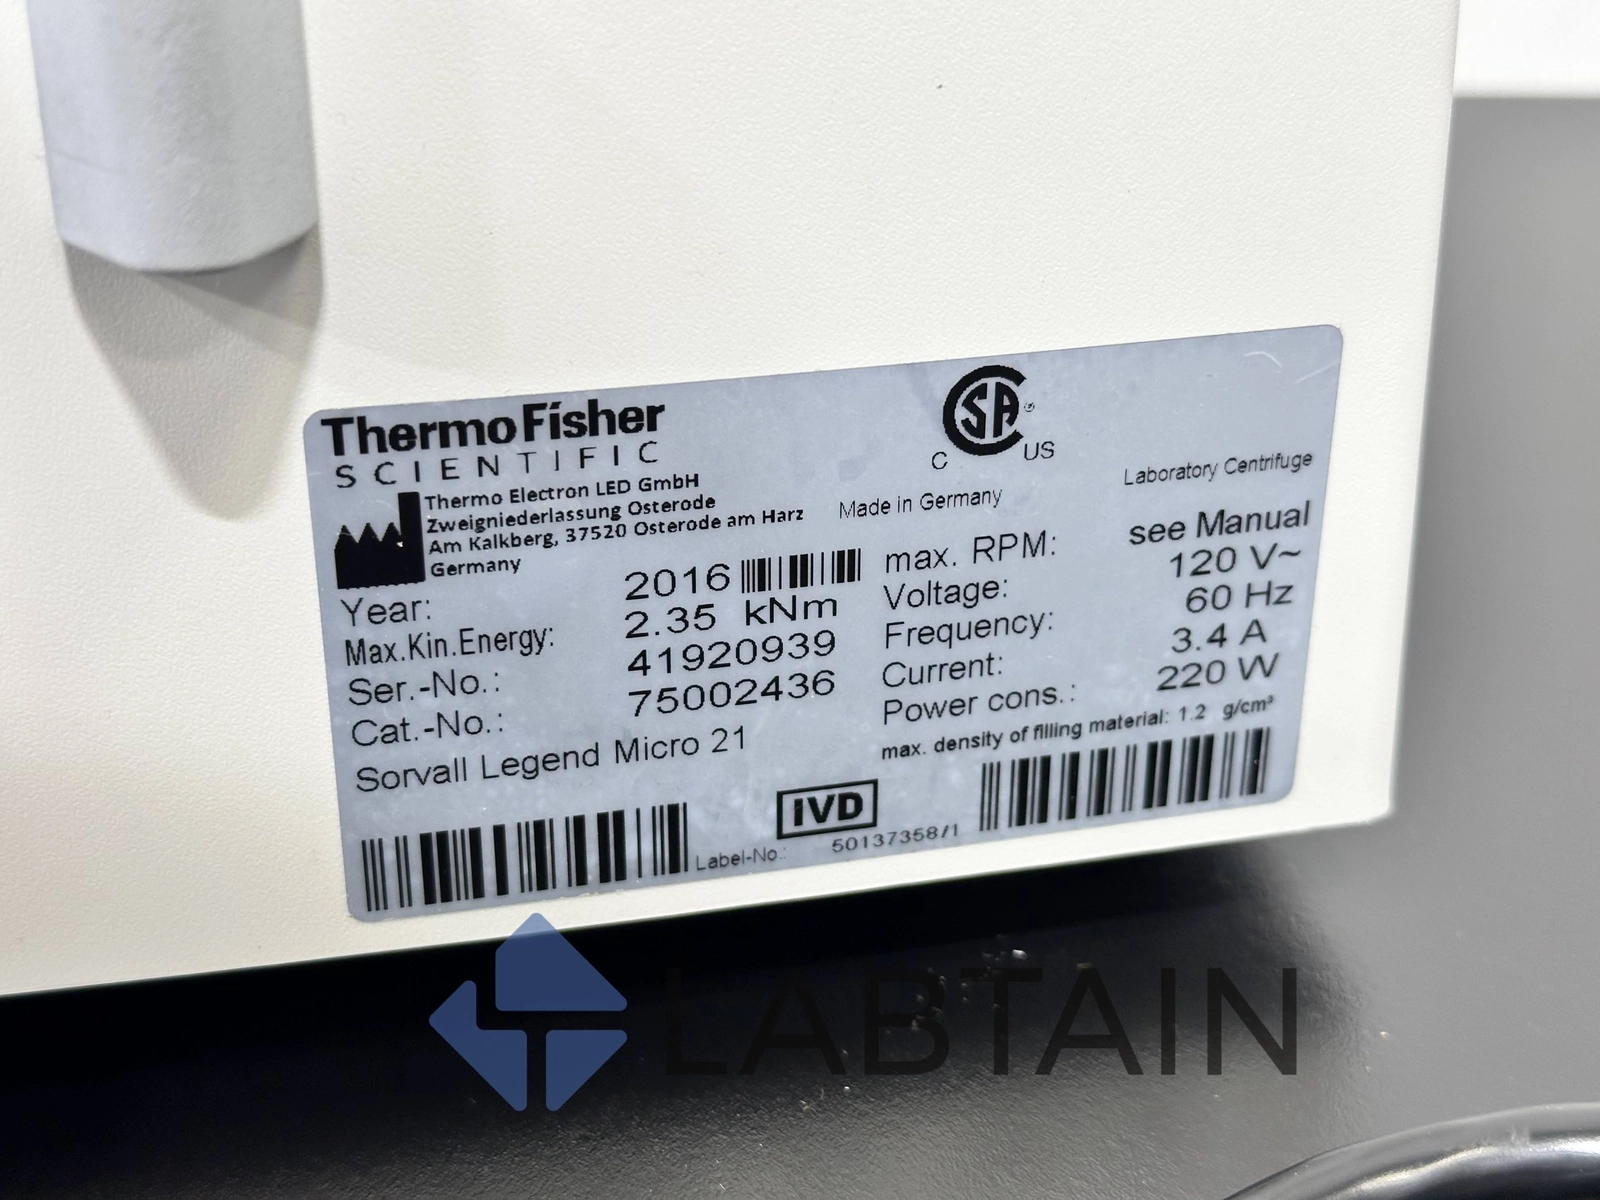 ThermoFisher
SCIENTIFIC
Thermo Electron LED GmbH
Zweigniederlassung Osterode
Am Kalkberg, 37520 Osterode am Harz
Germany
Made in Germany
C SA ® US
Laboratory Centrifuge
Year: 2016
Max.Kin.Energy: 2.35 kNm
Ser.-No.: 41920939
Cat.-No.: 75002436
Sorvall Legend Micro 21
max. RPM: see Manual
Voltage: 120 V~
Frequency: 60 Hz
Current: 3.4 A
Power cons.: 220 W
max. density of filling material: 1.2 g/cm³
IVD
Label-No.: 50137358/1
LABTAIN